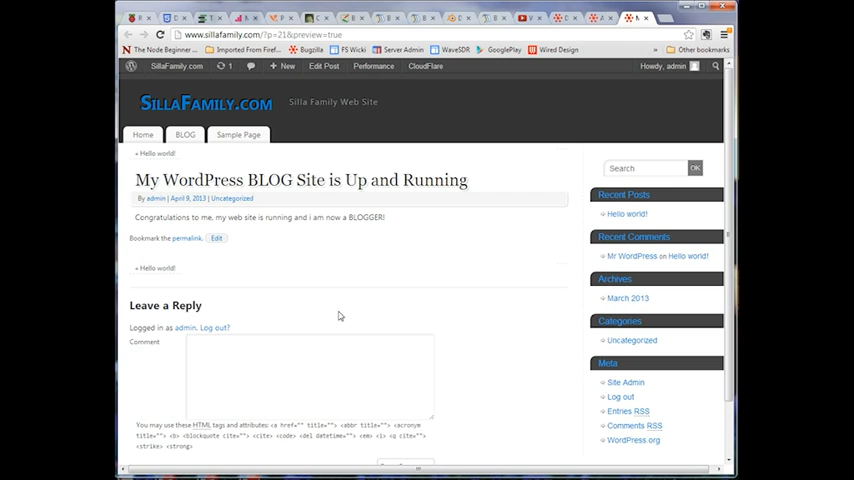 www.sillafamily.com/?p=21&preview=true
The Node Beginner ... Imported From Firef... Bugzilla FS Wiki Server Admin WaveSDR GooglePlay Wired Design » Other bookmarks
SillaFamily.com 1 + New Edit Post Performance CloudFlare Howdy, admin
SILLAFAMILY.COM Silla Family Web Site
Home BLOG Sample Page
« Hello world!
Search OK
My WordPress BLOG Site is Up and Running
By admin | April 9, 2013 | Uncategorized
Congratulations to me, my web site is running and i am now a BLOGGER!
Bookmark the permalink. Edit
« Hello world!
Leave a Reply
Logged in as admin. Log out?
Comment
You may use these HTML tags and attributes: <a href="" title=""> <abbr title=""> <acronym
title=""> <b> <blockquote cite=""> <cite> <code> <del datetime=""> <em> <i> <q cite="">
<strike> <strong>
Recent Posts
Hello world!
Recent Comments
Mr WordPress on Hello world!
Archives
March 2013
Categories
Uncategorized
Meta
Site Admin
Log out
Entries RSS
Comments RSS
WordPress.org